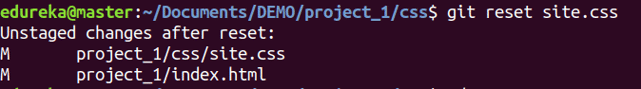 edureka@master:~/Documents/DEMO/project_1/css$ git reset site.css
Unstaged changes after reset:
M       project_1/css/site.css
M       project_1/index.html